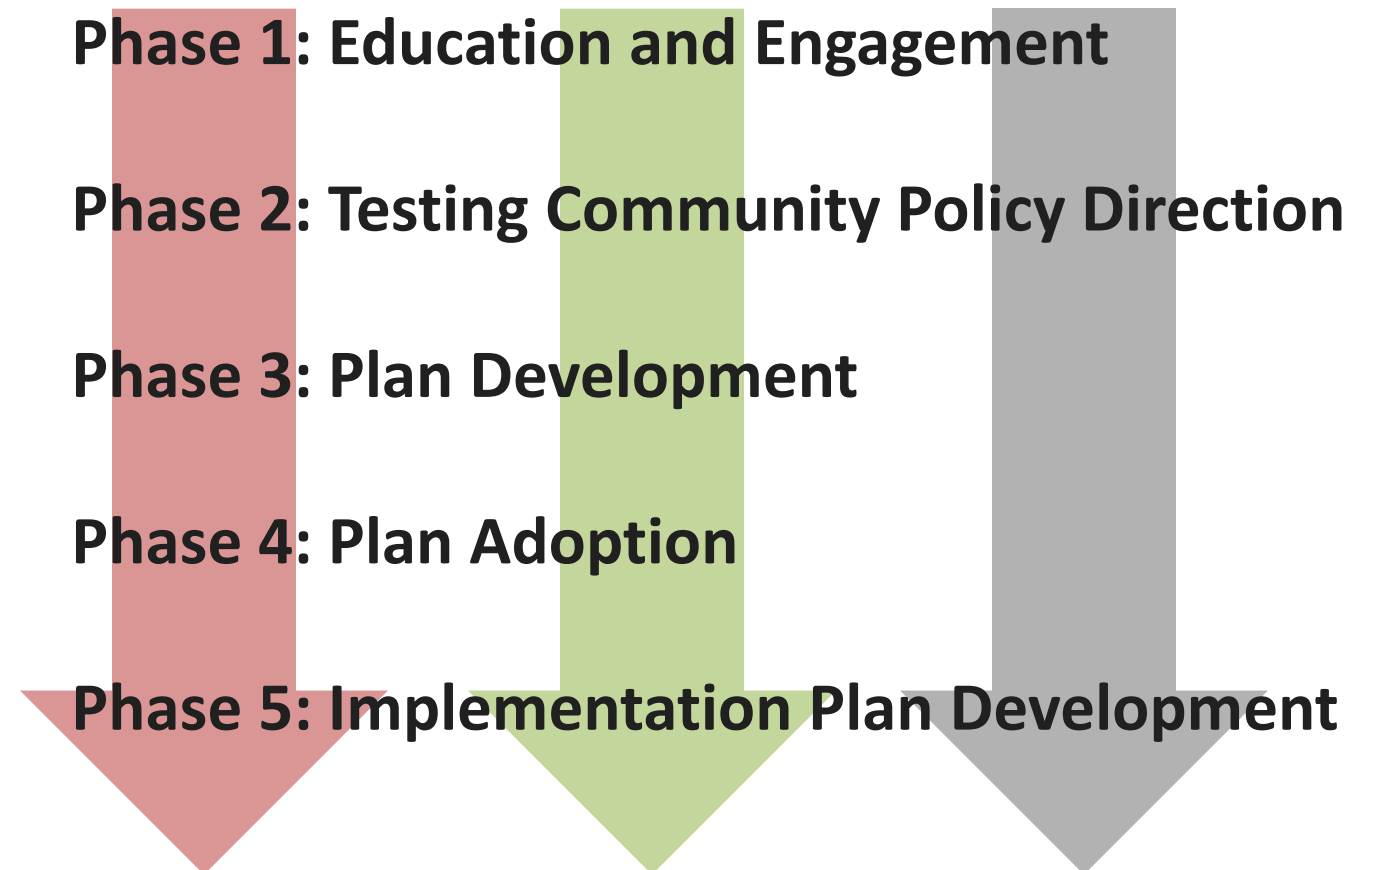 Phase 1: Education and Engagement
Phase 2: Testing Community Policy Direction
Phase 3: Plan Development
Phase 4: Plan Adoption
Phase 5: Implementation Plan Development